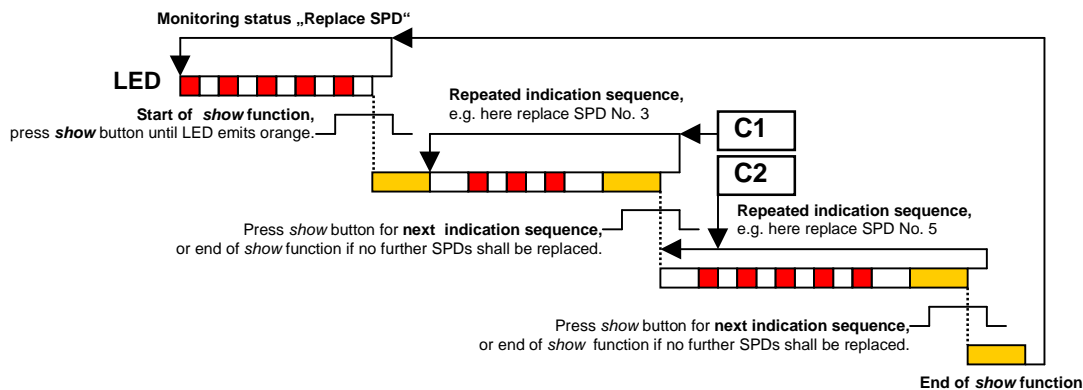 Monitoring status „Replace SPD“
LED
Start of show function,
press show button until LED emits orange.
Repeated indication sequence,
e.g. here replace SPD No. 3
C1
C2
Press show button for next indication sequence,
or end of show function if no further SPDs shall be replaced.
Repeated indication sequence,
e.g. here replace SPD No. 5
Press show button for next indication sequence,
or end of show function if no further SPDs shall be replaced.
End of show function